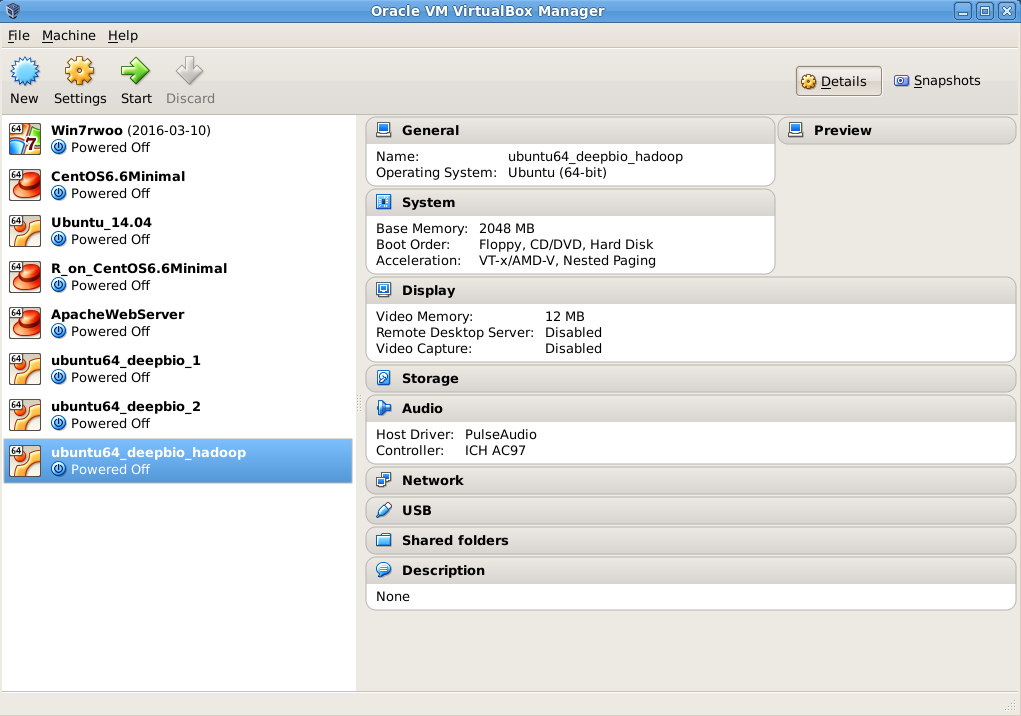 Oracle VM VirtualBox Manager
File Machine Help
New Settings Start Discard
Details Snapshots
64 Win7rwoo (2016-03-10)
Powered Off
64 CentOS6.6Minimal
Powered Off
64 Ubuntu_14.04
Powered Off
64 R_on_CentOS6.6Minimal
Powered Off
64 ApacheWebServer
Powered Off
64 ubuntu64_deepbio_1
Powered Off
64 ubuntu64_deepbio_2
Powered Off
64 ubuntu64_deepbio_hadoop
Powered Off
General
Name: ubuntu64_deepbio_hadoop
Operating System: Ubuntu (64-bit)
Preview
System
Base Memory: 2048 MB
Boot Order: Floppy, CD/DVD, Hard Disk
Acceleration: VT-x/AMD-V, Nested Paging
Display
Video Memory: 12 MB
Remote Desktop Server: Disabled
Video Capture: Disabled
Storage
Audio
Host Driver: PulseAudio
Controller: ICH AC97
Network
USB
Shared folders
Description
None